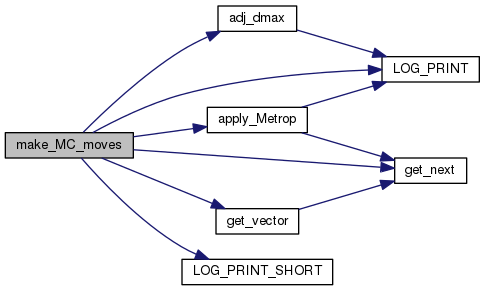 adj_dmax
LOG_PRINT
apply_Metrop
make_MC_moves
get_next
get_vector
LOG_PRINT_SHORT